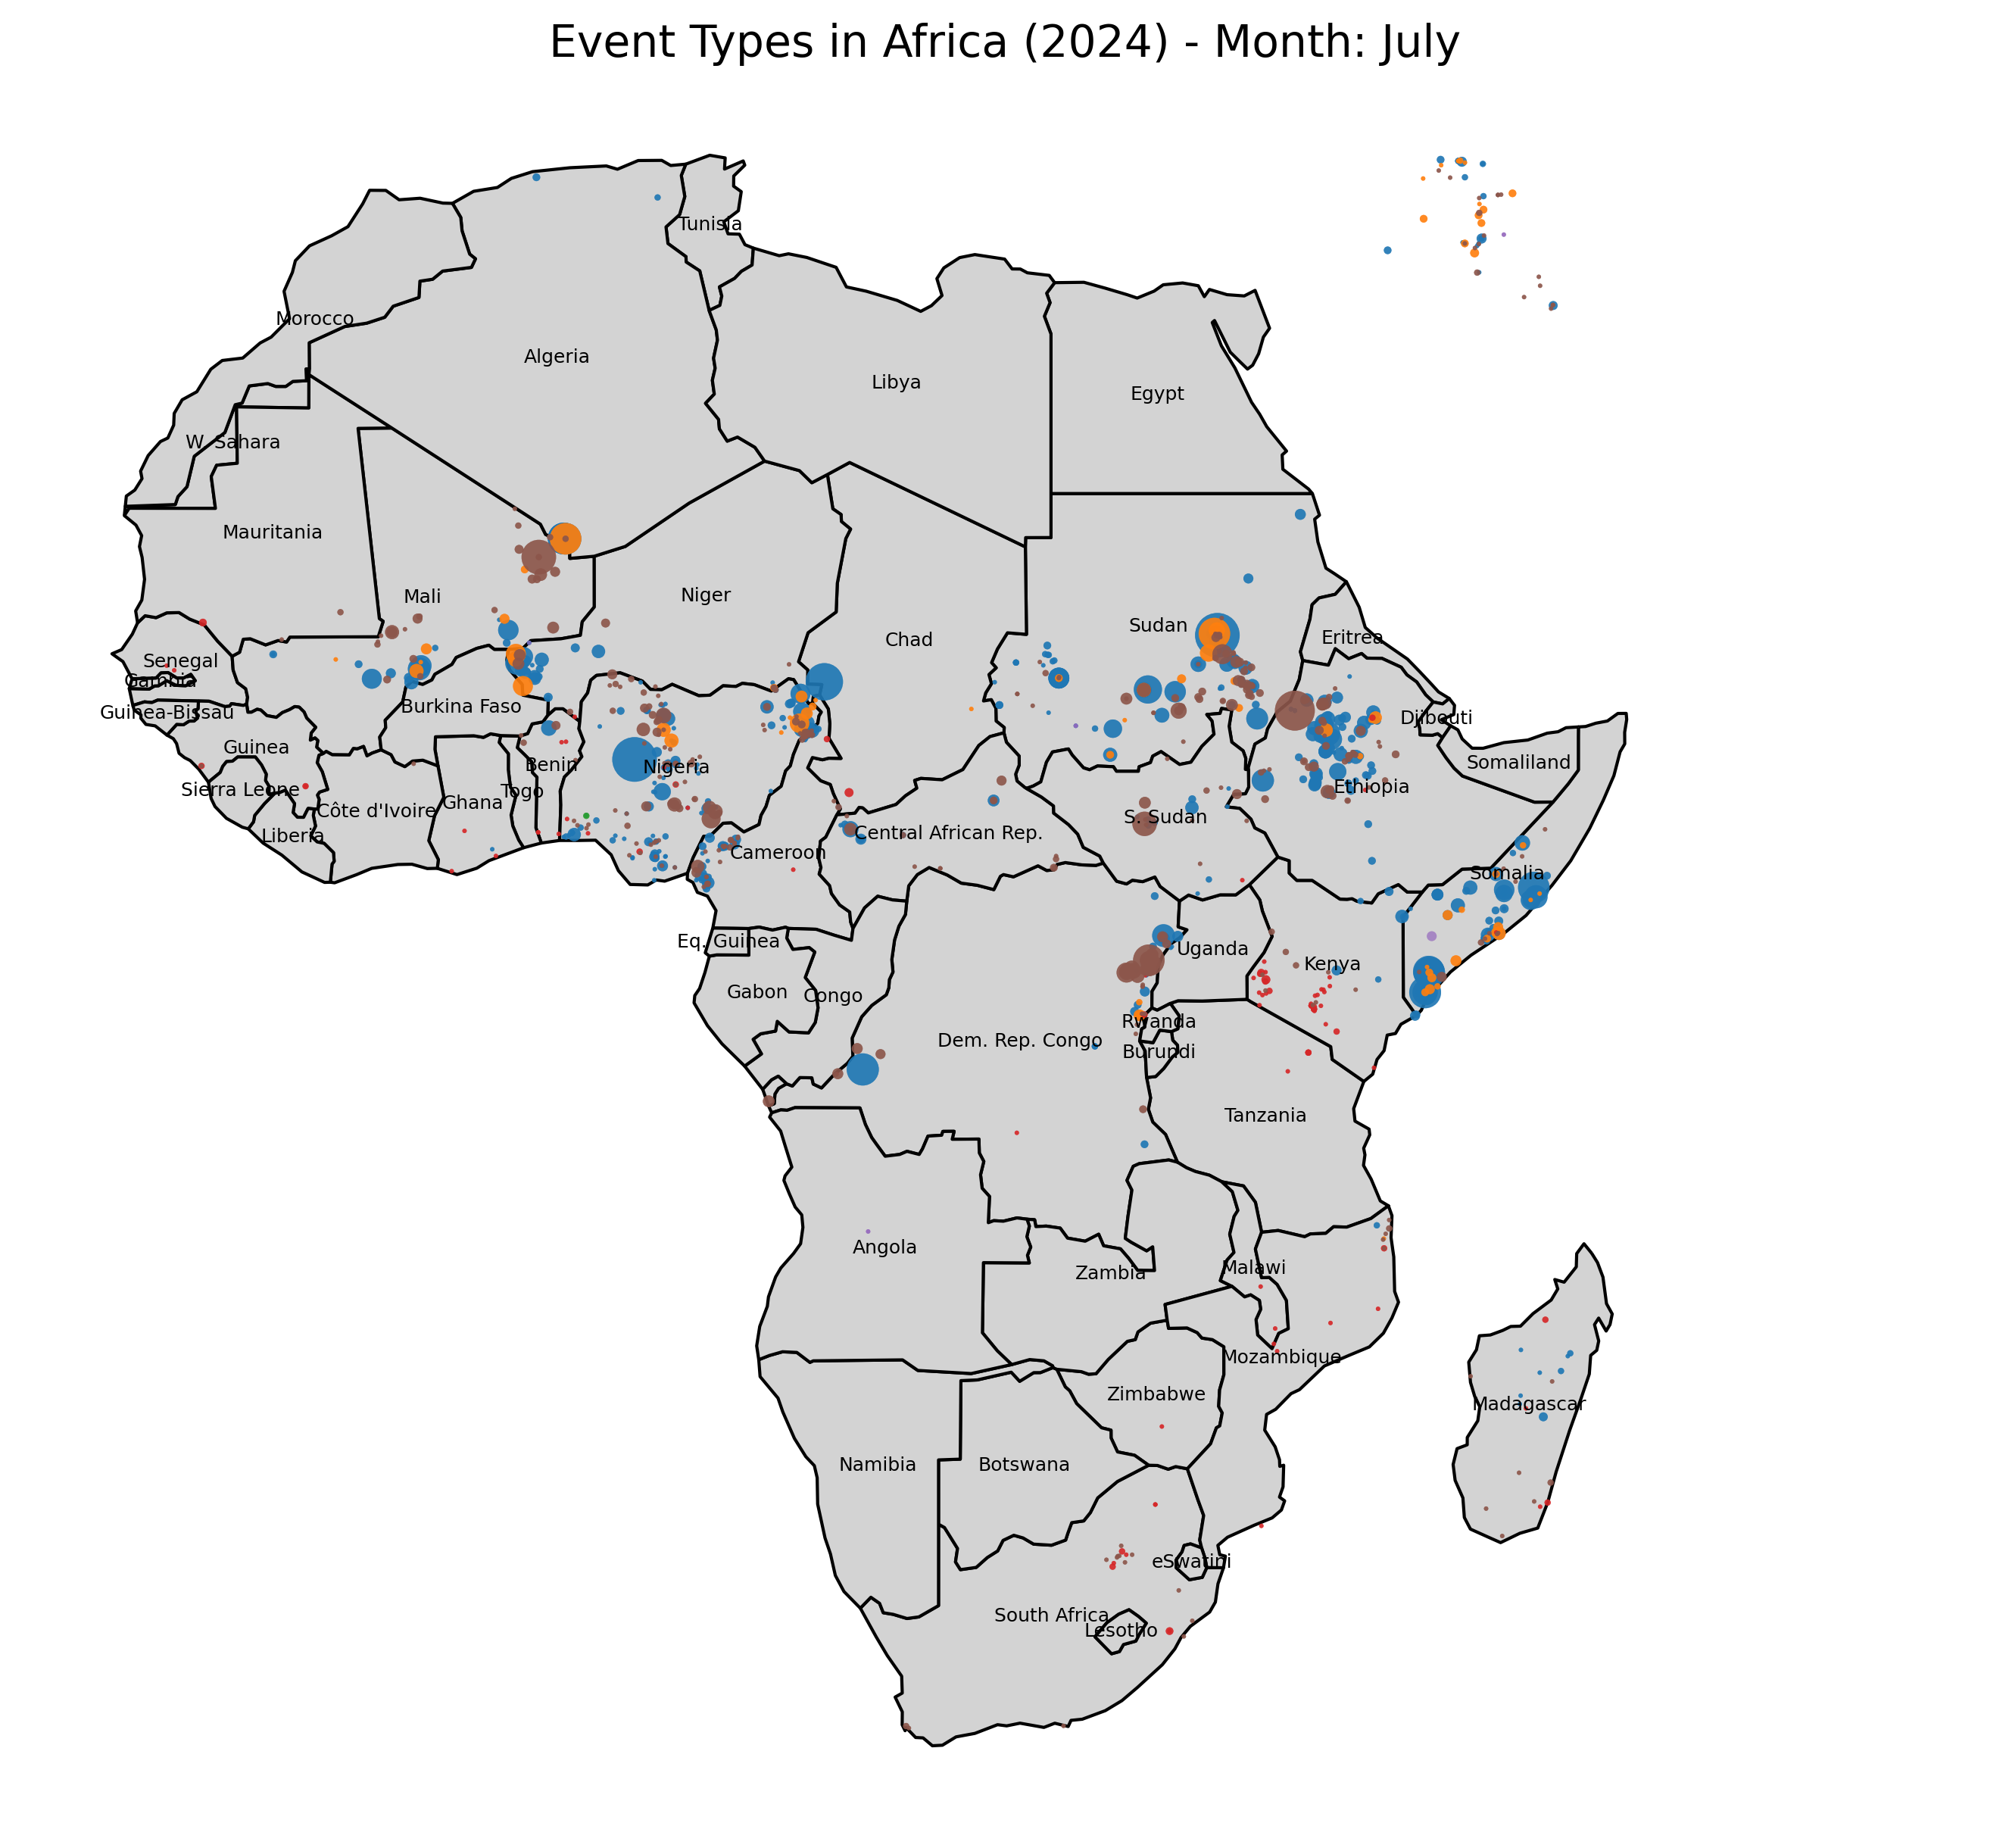 Event Types in Africa (2024) - Month: July
Tunisia
Morocco
Algeria
Libya
Egypt
W. Sahara
Mauritania
Mali
Niger
Chad
Sudan
Eritrea
Senegal
Gambia
Guinea-Bissau
Burkina Faso
Djibouti
Guinea
Benin
Nigeria
Somaliland
Sierra Leone
Togo
Ethiopia
Côte d'Ivoire
Ghana
S. Sudan
Liberia
Central African Rep.
Cameroon
Somalia
Eq. Guinea
Uganda
Kenya
Gabon
Congo
Rwanda
Dem. Rep. Congo
Burundi
Tanzania
Angola
Zambia
Malawi
Mozambique
Zimbabwe
Madagascar
Namibia
Botswana
eSwatini
South Africa
Lesotho